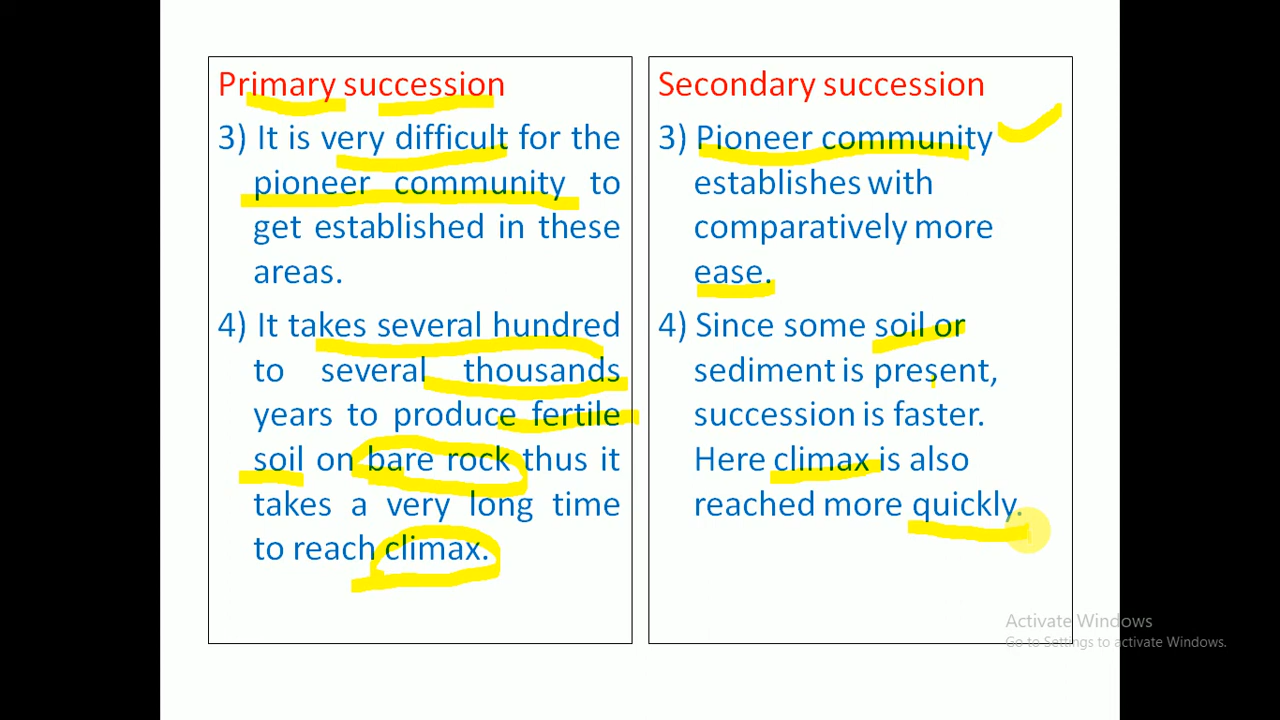 Primary succession
3) It is very difficult for the
pioneer community to
get established in these
areas.
4) It takes several hundred
to several thousands
years to produce fertile
soil on bare rock thus it
takes a very long time
to reach climax.
Secondary succession
3) Pioneer community
establishes with
comparatively more
ease.
4) Since some soil or
sediment is present,
succession is faster.
Here climax is also
reached more quickly.
Activate Windows
Go to Settings to activate Windows.